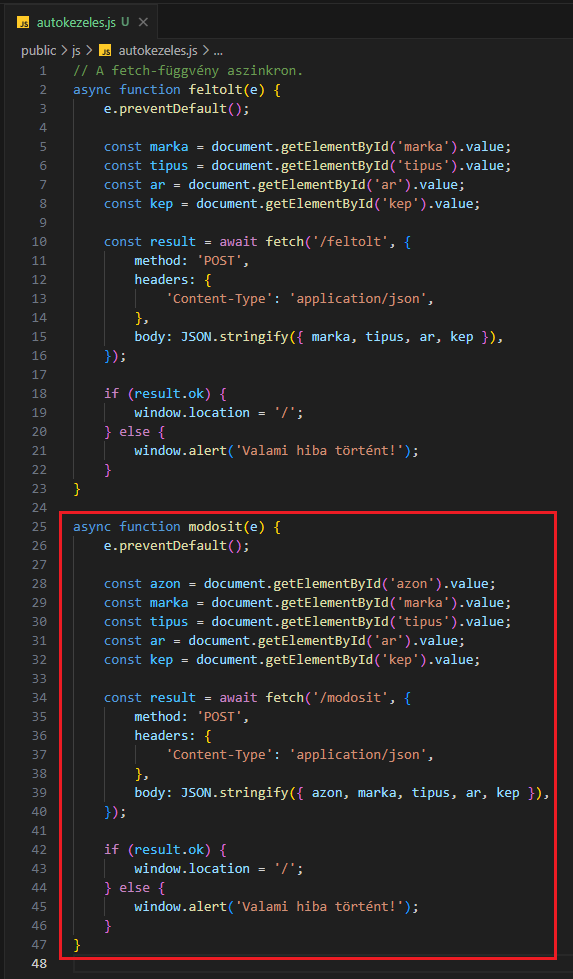 JS autokezeles.js U ×
public > js > JS autokezeles.js > ...
1 // A fetch-függvény aszinkron.
2 async function feltolt(e) {
3     e.preventDefault();
4
5     const marka = document.getElementById('marka').value;
6     const tipus = document.getElementById('tipus').value;
7     const ar = document.getElementById('ar').value;
8     const kep = document.getElementById('kep').value;
9
10     const result = await fetch('/feltolt', {
11         method: 'POST',
12         headers: {
13             'Content-Type': 'application/json',
14         },
15         body: JSON.stringify({ marka, tipus, ar, kep }),
16     });
17
18     if (result.ok) {
19         window.location = '/';
20     } else {
21         window.alert('Valami hiba történt!');
22     }
23 }
24
25 async function modosit(e) {
26     e.preventDefault();
27
28     const azon = document.getElementById('azon').value;
29     const marka = document.getElementById('marka').value;
30     const tipus = document.getElementById('tipus').value;
31     const ar = document.getElementById('ar').value;
32     const kep = document.getElementById('kep').value;
33
34     const result = await fetch('/modosit', {
35         method: 'POST',
36         headers: {
37             'Content-Type': 'application/json',
38         },
39         body: JSON.stringify({ azon, marka, tipus, ar, kep }),
40     });
41
42     if (result.ok) {
43         window.location = '/';
44     } else {
45         window.alert('Valami hiba történt!');
46     }
47 }
48